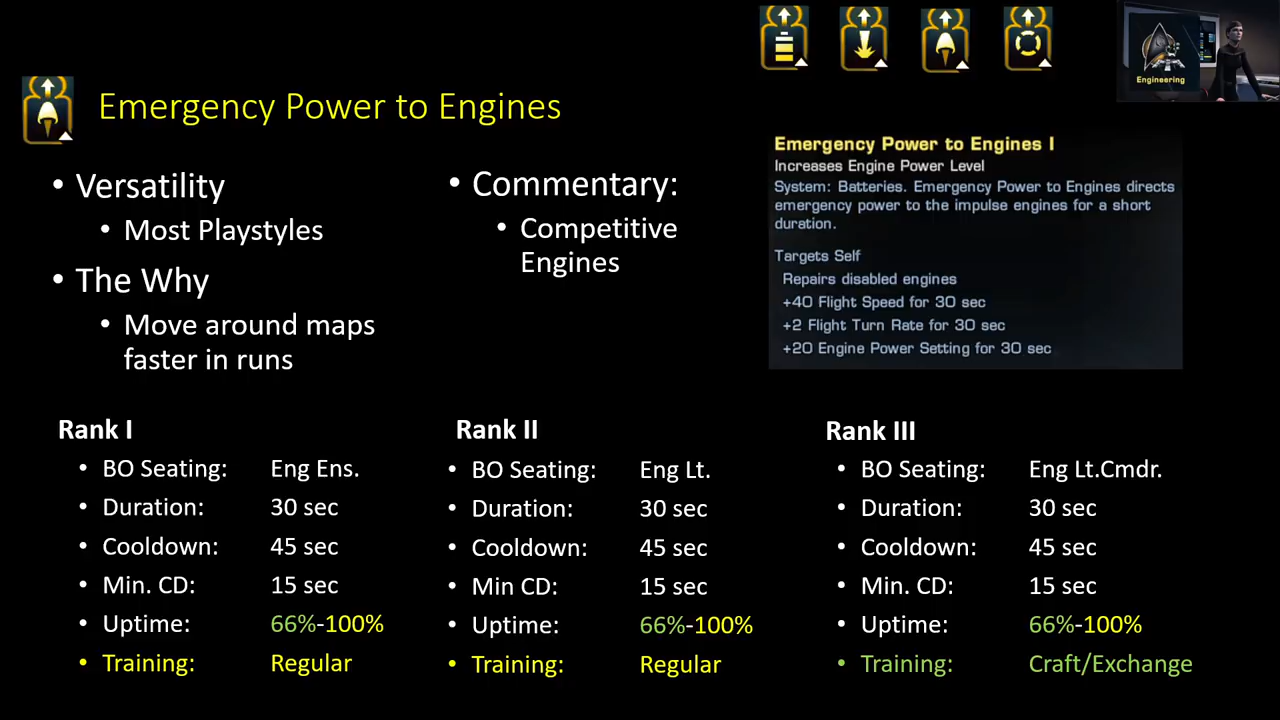 Engineering
Emergency Power to Engines
• Versatility
• Most Playstyles
• The Why
• Move around maps
faster in runs
• Commentary:
• Competitive
Engines
Emergency Power to Engines I
Increases Engine Power Level
System: Batteries. Emergency Power to Engines directs
emergency power to the impulse engines for a short
duration.
Targets Self
Repairs disabled engines
+40 Flight Speed for 30 sec
+2 Flight Turn Rate for 30 sec
+20 Engine Power Setting for 30 sec
Rank I
• BO Seating: Eng Ens.
• Duration: 30 sec
• Cooldown: 45 sec
• Min. CD: 15 sec
• Uptime: 66%-100%
• Training: Regular
Rank II
• BO Seating: Eng Lt.
• Duration: 30 sec
• Cooldown: 45 sec
• Min CD: 15 sec
• Uptime: 66%-100%
• Training: Regular
Rank III
• BO Seating: Eng Lt.Cmdr.
• Duration: 30 sec
• Cooldown: 45 sec
• Min. CD: 15 sec
• Uptime: 66%-100%
• Training: Craft/Exchange